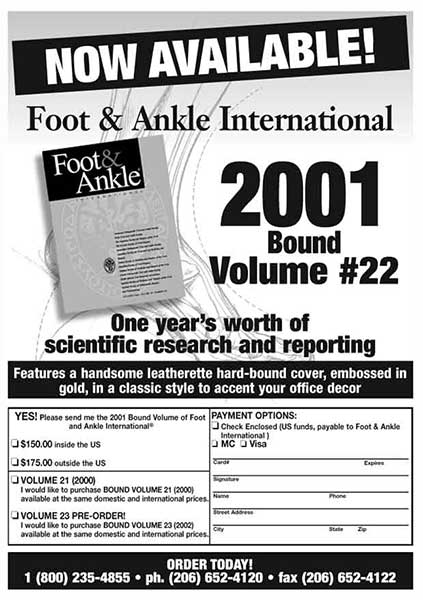 NOW AVAILABLE!
Foot & Ankle International
Foot&
Ankle
INTERNATIONAL
2001
Bound
Volume #22
One year's worth of
scientific research and reporting
Features a handsome leatherette hard-bound cover, embossed in
gold, in a classic style to accent your office decor
YES! Please send me the 2001 Bound Volume of Foot
and Ankle International®
❑ $150.00 inside the US
❑ $175.00 outside the US
❑ VOLUME 21 (2000)
I would like to purchase BOUND VOLUME 21 (2000)
available at the same domestic and international prices.
❑ VOLUME 23 PRE-ORDER!
I would like to purchase BOUND VOLUME 23 (2002)
available at the same domestic and international prices.
PAYMENT OPTIONS:
❑ Check Enclosed (US funds, payable to Foot & Ankle
International )
❑ MC ❑ Visa
Card# Expires
Signature
Name Phone
Street Address
City State Zip
ORDER TODAY!
1 (800) 235-4855 • ph. (206) 652-4120 • fax (206) 652-4122